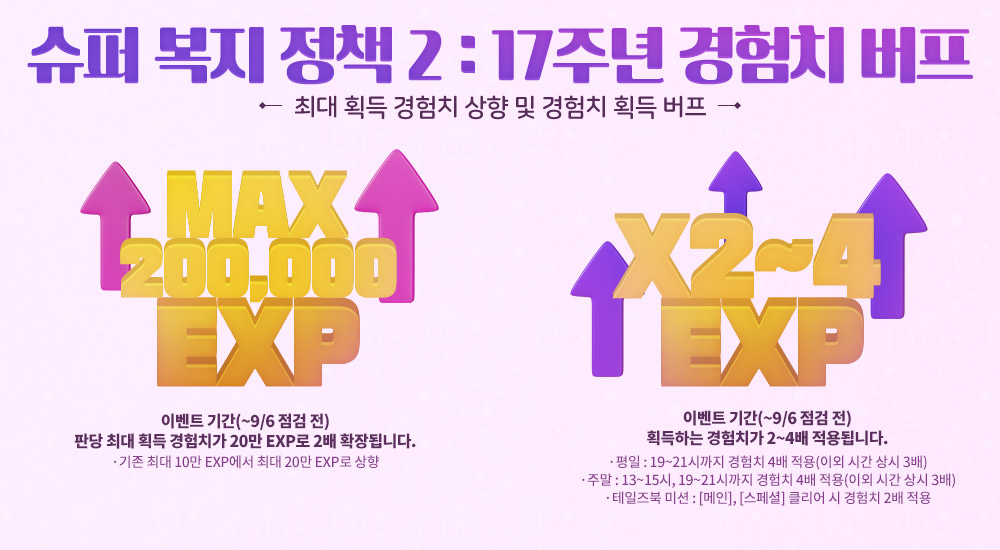 슈퍼 복지 정책 2 : 17주년 경험치 버프
최대 획득 경험치 상향 및 경험치 획득 버프
MAX
200,000
EXP
이벤트 기간(~9/6 점검 전)
판당 최대 획득 경험치가 20만 EXP로 2배 확장됩니다.
· 기존 최대 10만 EXP에서 최대 20만 EXP로 상향
X2~4
EXP
이벤트 기간(~9/6 점검 전)
획득하는 경험치가 2~4배 적용됩니다.
· 평일 : 19~21시까지 경험치 4배 적용(이외 시간 상시 3배)
· 주말 : 13~15시, 19~21시까지 경험치 4배 적용(이외 시간 상시 3배)
· 테일즈북 미션 : [메인], [스페셜] 클리어 시 경험치 2배 적용